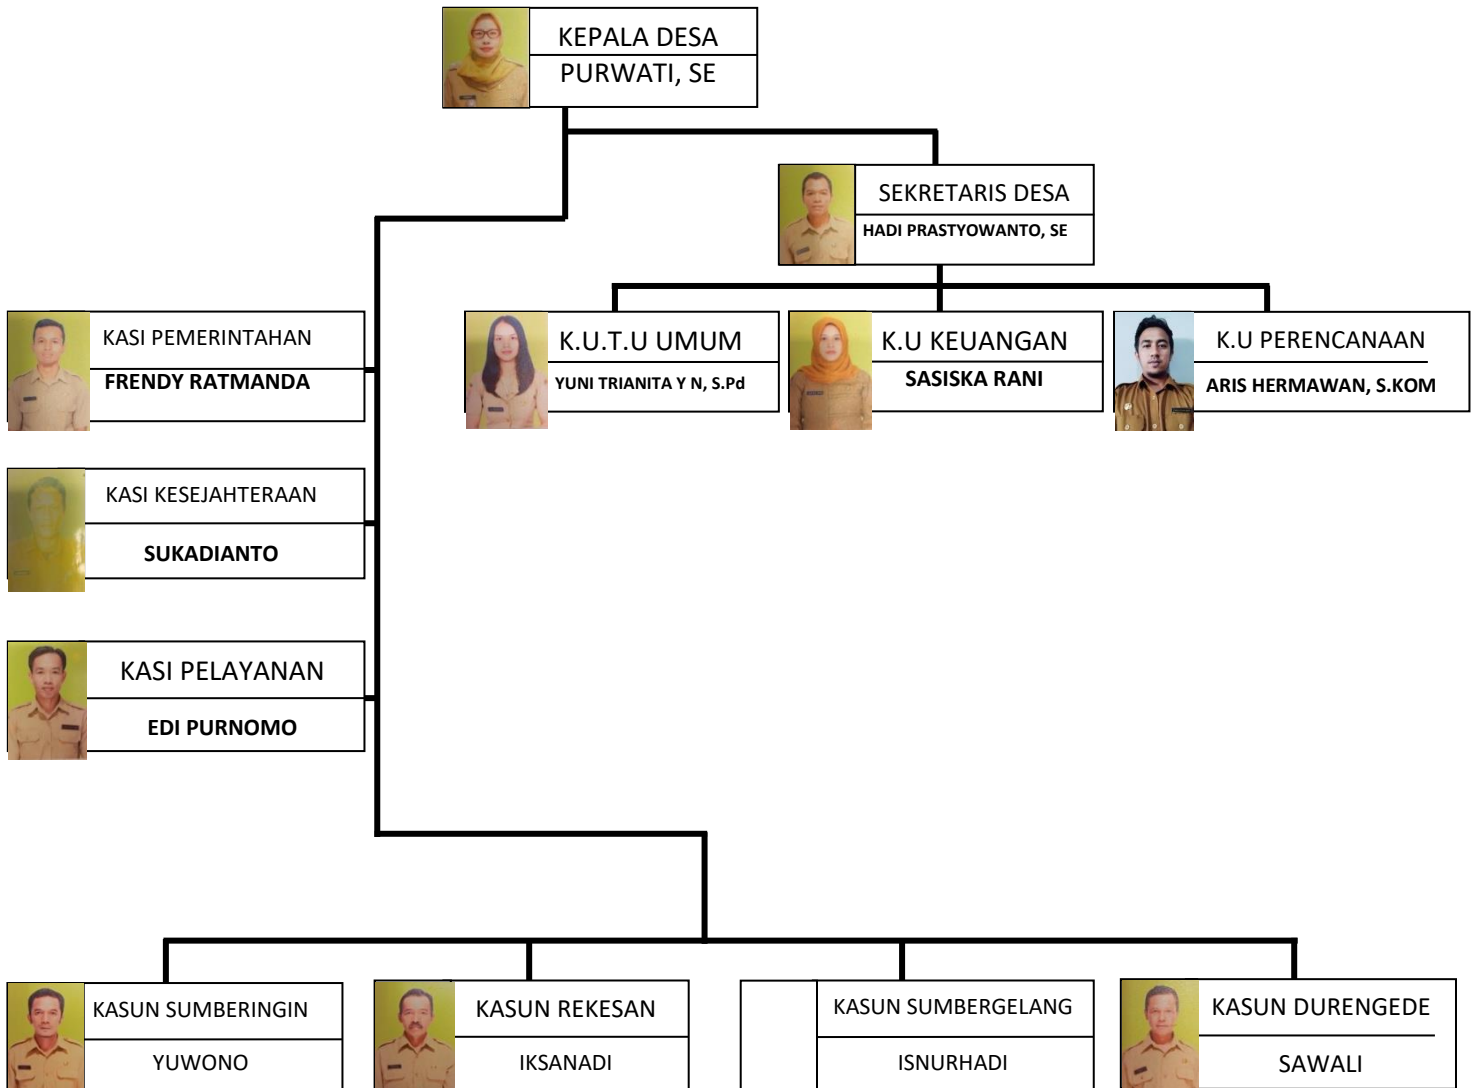 KEPALA DESA
PURWATI, SE
SEKRETARIS DESA
HADI PRASTYOWANTO, SE
KASI PEMERINTAHAN
FRENDY RATMANDA
K.U.T.U UMUM
YUNI TRIANITA Y N, S.Pd
K.U KEUANGAN
SASISKA RANI
K.U PERENCANAAN
ARIS HERMAWAN, S.KOM
KASI KESEJAHTERAAN
SUKADIANTO
KASI PELAYANAN
EDI PURNOMO
KASUN SUMBERINGIN
YUWONO
KASUN REKESAN
IKSANADI
KASUN SUMBERGELANG
ISNURHADI
KASUN DURENGEDE
SAWALI